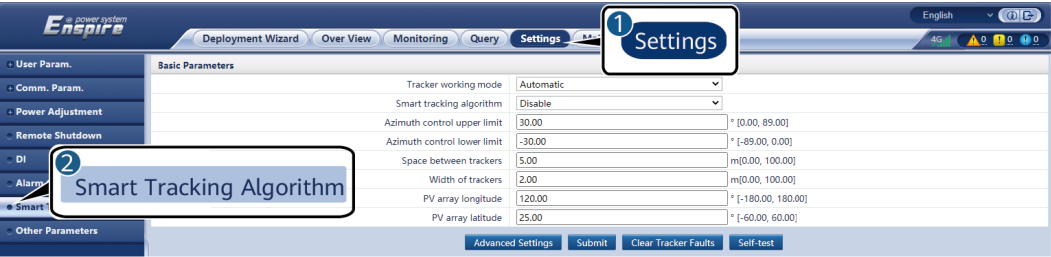 Enspire power system
English
Deployment Wizard Over View Monitoring Query Settings
1 Settings
4G 0 0 0
User Param.
Comm. Param.
Power Adjustment
Remote Shutdown
DI
Alarm
Smart T
Other Parameters
2 Smart Tracking Algorithm
Basic Parameters
Tracker working mode Automatic
Smart tracking algorithm Disable
Azimuth control upper limit 30.00 ° [0.00, 89.00]
Azimuth control lower limit -30.00 ° [-89.00, 0.00]
Space between trackers 5.00 m[0.00, 100.00]
Width of trackers 2.00 m[0.00, 100.00]
PV array longitude 120.00 ° [-180.00, 180.00]
PV array latitude 25.00 ° [-60.00, 60.00]
Advanced Settings Submit Clear Tracker Faults Self-test